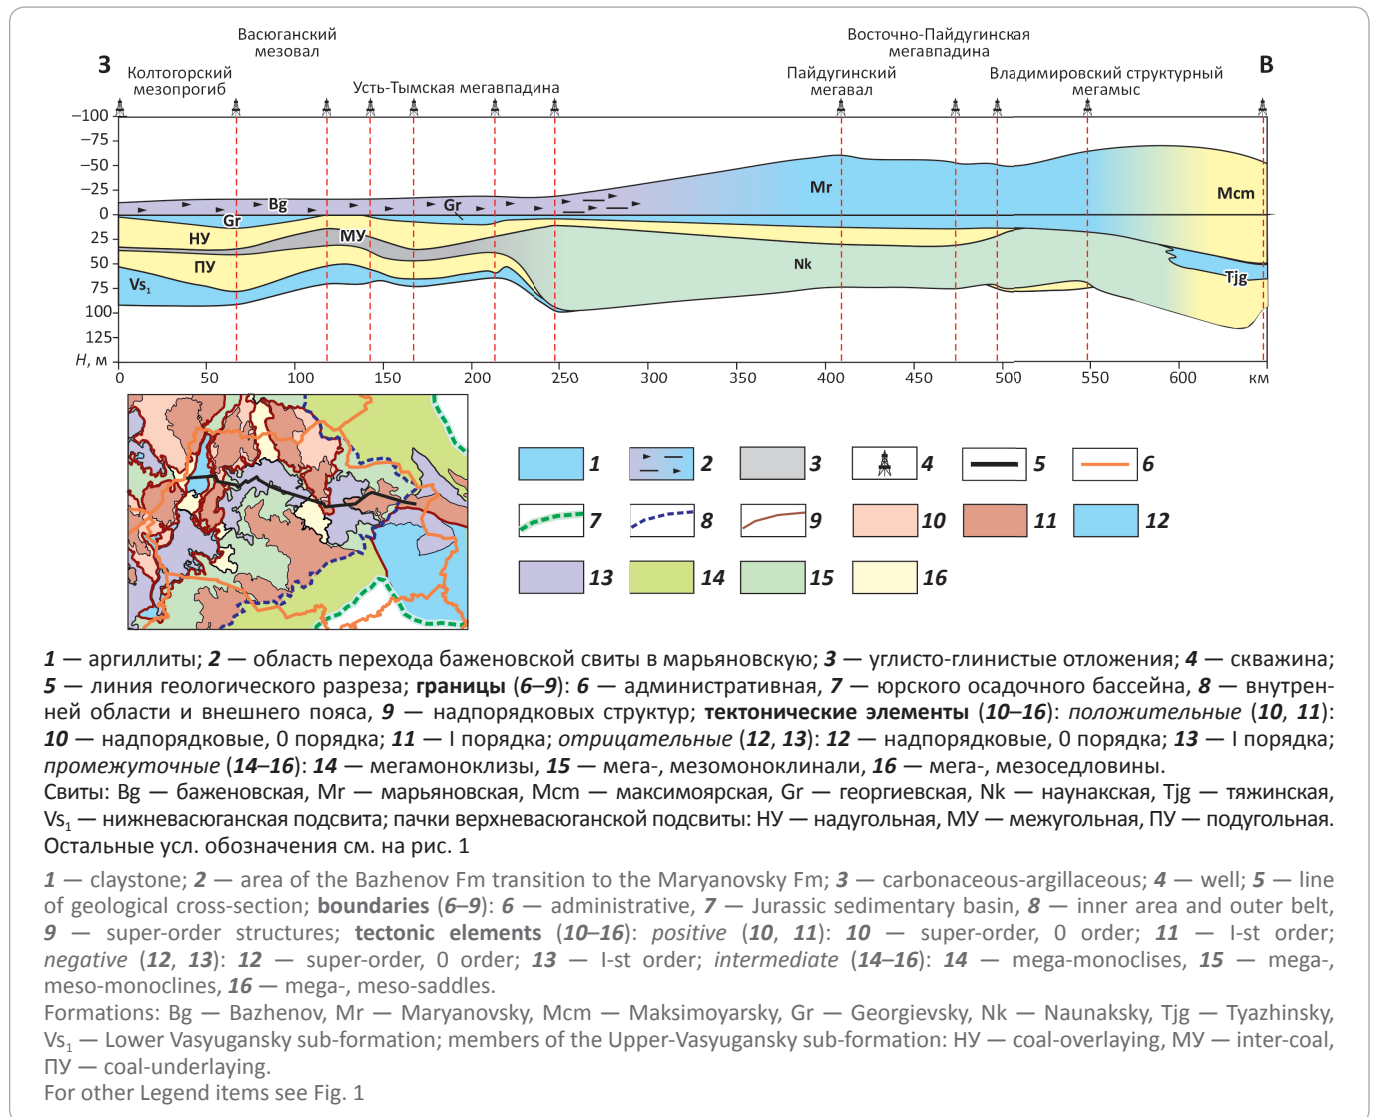 Васюганский
мезовал
Восточно-Пайдугинская
мегавпадина
З
В
Колтогорский
мезопрогиб
Усть-Тымская мегавпадина
Пайдугинский
мегавал
Владимировский структурный
мегамыс
–100
–75
–50
–25
0
25
50
75
100
125
H, м
Bg
Gr
Gr
НУ
МУ
ПУ
Vs1
Mr
Mcm
Nk
Tjg
0 50 100 150 200 250 300 350 400 450 500 550 600 км
1 2 3 4 5 6
7 8 9 10 11 12
13 14 15 16
1 — аргиллиты; 2 — область перехода баженовской свиты в марьяновскую; 3 — углисто-глинистые отложения; 4 — скважина;
5 — линия геологического разреза; границы (6–9): 6 — административная, 7 — юрского осадочного бассейна, 8 — внутрен-
ней области и внешнего пояса, 9 — надпорядковых структур; тектонические элементы (10–16): положительные (10, 11):
10 — надпорядковые, 0 порядка; 11 — I порядка; отрицательные (12, 13): 12 — надпорядковые, 0 порядка; 13 — I порядка;
промежуточные (14–16): 14 — мегамоноклизы, 15 — мега-, мезомоноклинали, 16 — мега-, мезоседловины.
Свиты: Bg — баженовская, Mr — марьяновская, Mcm — максимоярская, Gr — георгиевская, Nk — наунакская, Tjg — тяжинская,
Vs1 — нижневасюганская подсвита; пачки верхневасюганской подсвиты: НУ — надугольная, МУ — межугольная, ПУ — подугольная.
Остальные усл. обозначения см. на рис. 1
1 — claystone; 2 — area of the Bazhenov Fm transition to the Maryanovsky Fm; 3 — carbonaceous-argillaceous; 4 — well; 5 — line
of geological cross-section; boundaries (6–9): 6 — administrative, 7 — Jurassic sedimentary basin, 8 — inner area and outer belt,
9 — super-order structures; tectonic elements (10–16): positive (10, 11): 10 — super-order, 0 order; 11 — I-st order;
negative (12, 13): 12 — super-order, 0 order; 13 — I-st order; intermediate (14–16): 14 — mega-monoclises, 15 — mega-,
meso-monoclines, 16 — mega-, meso-saddles.
Formations: Bg — Bazhenov, Mr — Maryanovsky, Mcm — Maksimoyarsky, Gr — Georgievsky, Nk — Naunaksky, Tjg — Tyazhinsky,
Vs1 — Lower Vasyugansky sub-formation; members of the Upper-Vasyugansky sub-formation: НУ — coal-overlaying, МУ — inter-coal,
ПУ — coal-underlaying.
For other Legend items see Fig. 1